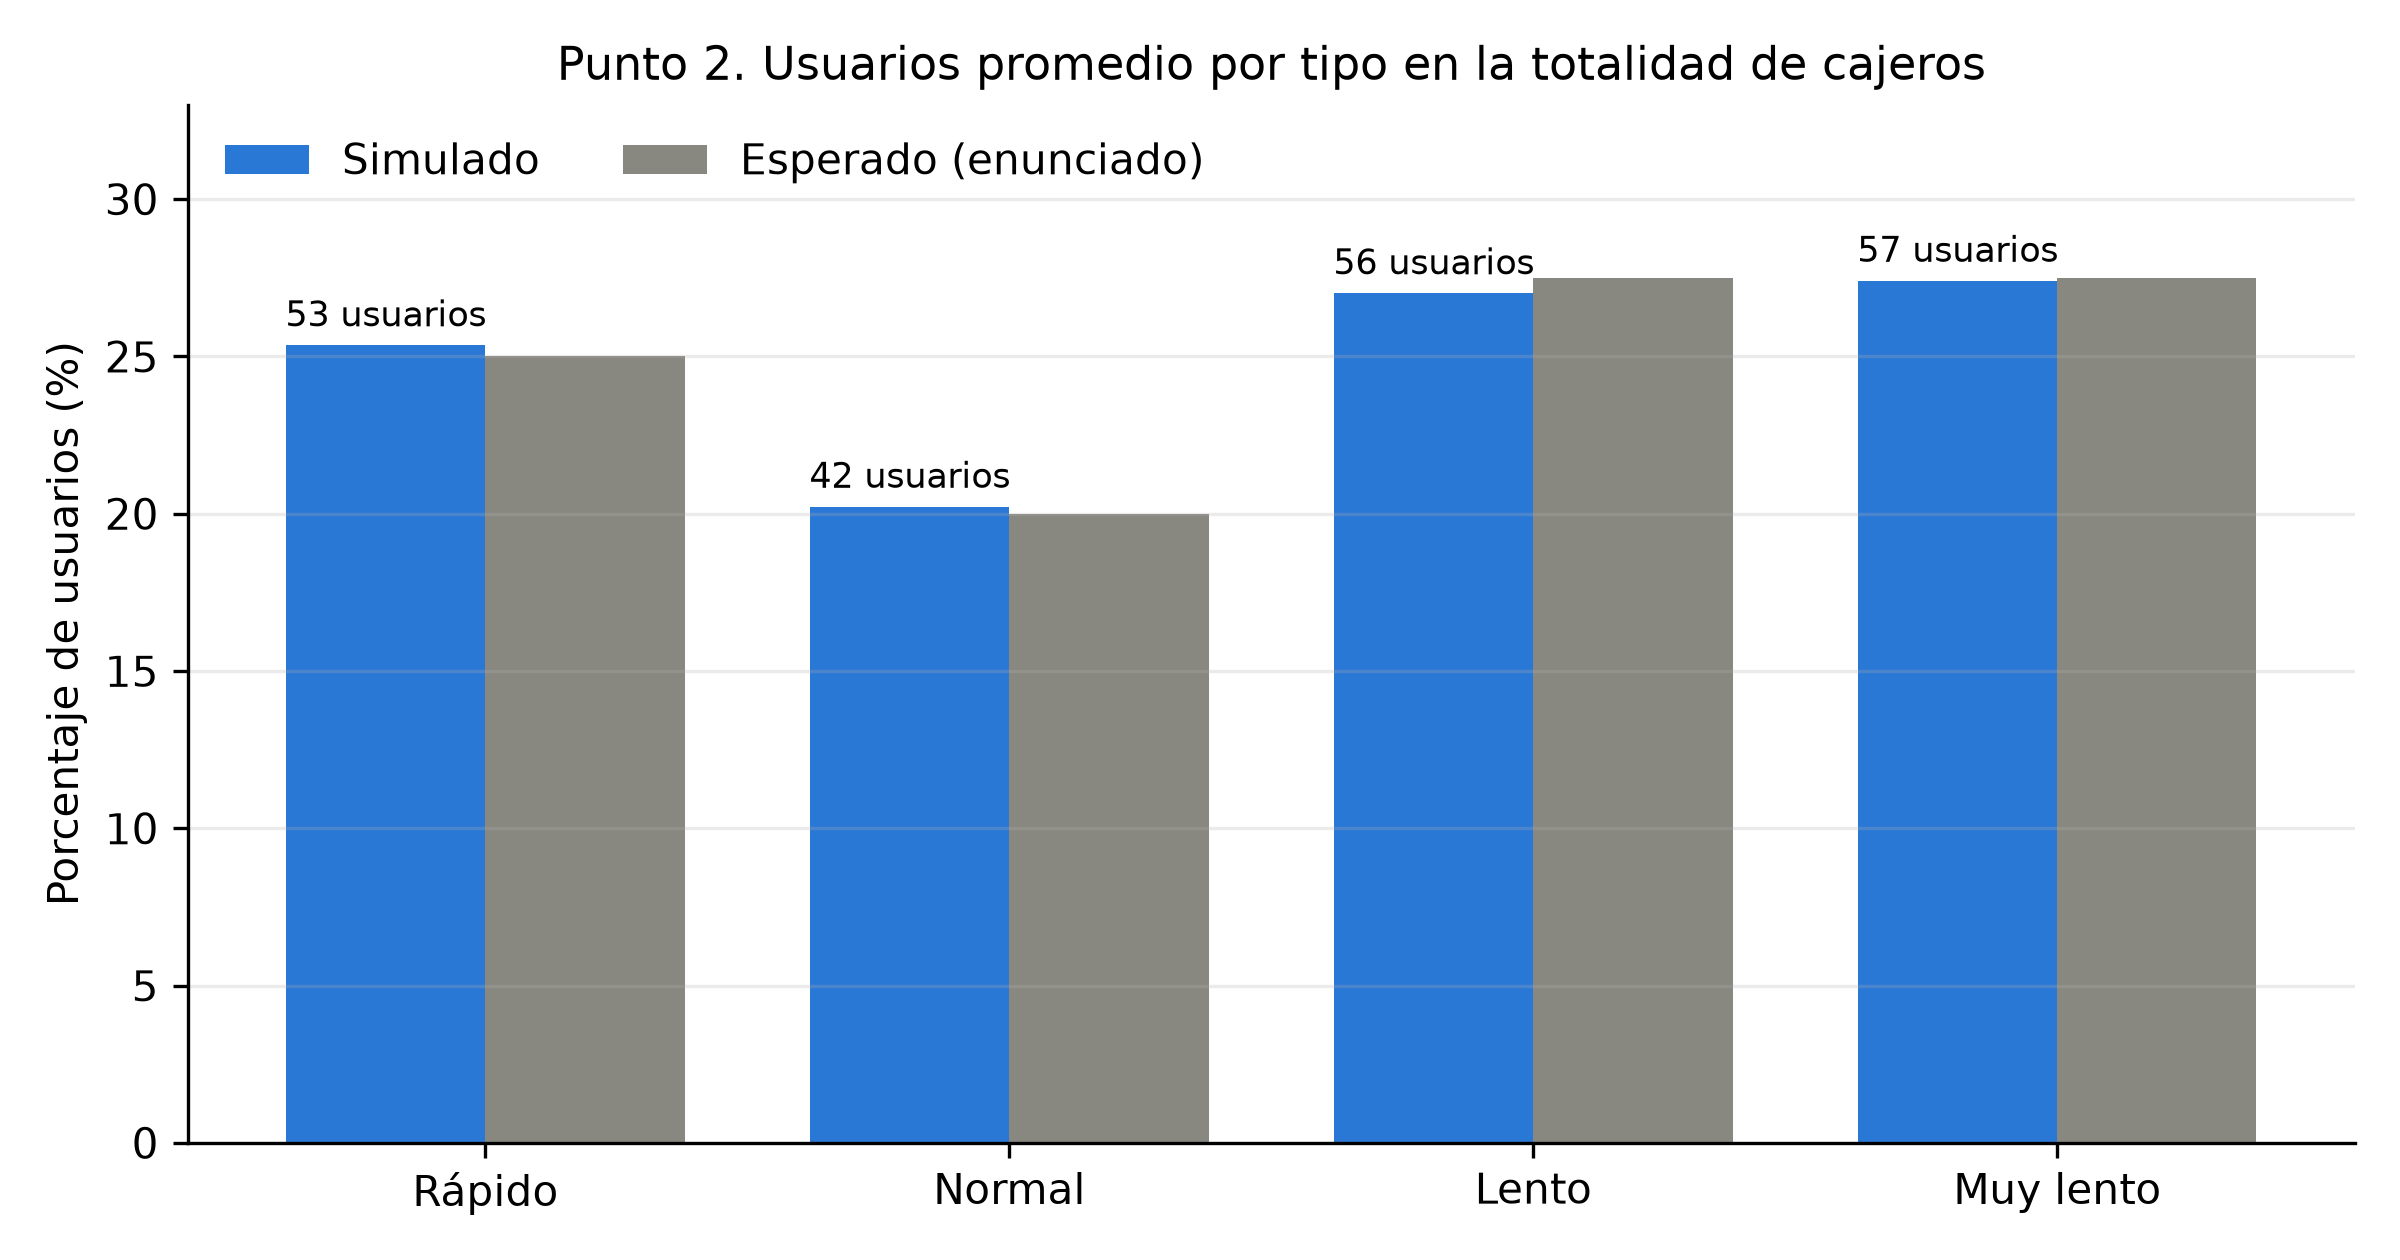 Punto 2. Usuarios promedio por tipo en la totalidad de cajeros
Simulado
Esperado (enunciado)
Porcentaje de usuarios (%)
30
25
20
15
10
5
0
53 usuarios
42 usuarios
56 usuarios
57 usuarios
Rápido
Normal
Lento
Muy lento